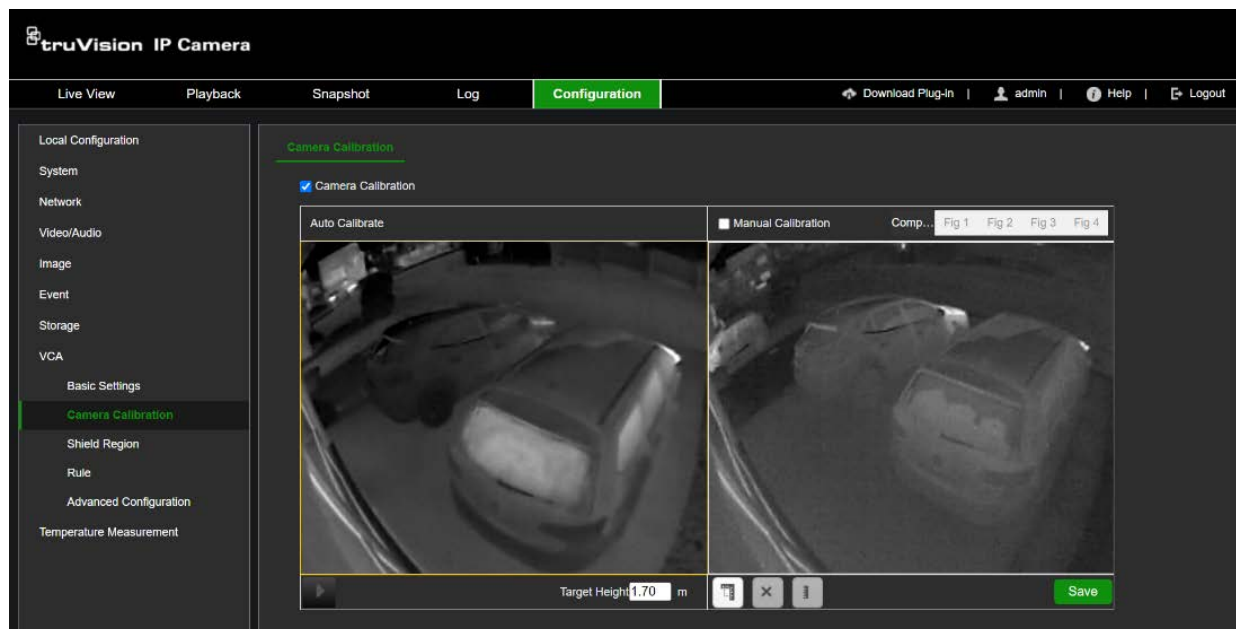 truVision IP Camera
Live View Playback Snapshot Log Configuration Download Plug-in | admin | Help | Logout
Local Configuration
System
Network
Video/Audio
Image
Event
Storage
VCA
Basic Settings
Camera Calibration
Shield Region
Rule
Advanced Configuration
Temperature Measurement
Camera Calibration
Camera Calibration
Auto Calibrate
Manual Calibration Comp... Fig 1 Fig 2 Fig 3 Fig 4
Target Height 1.70 m
Save